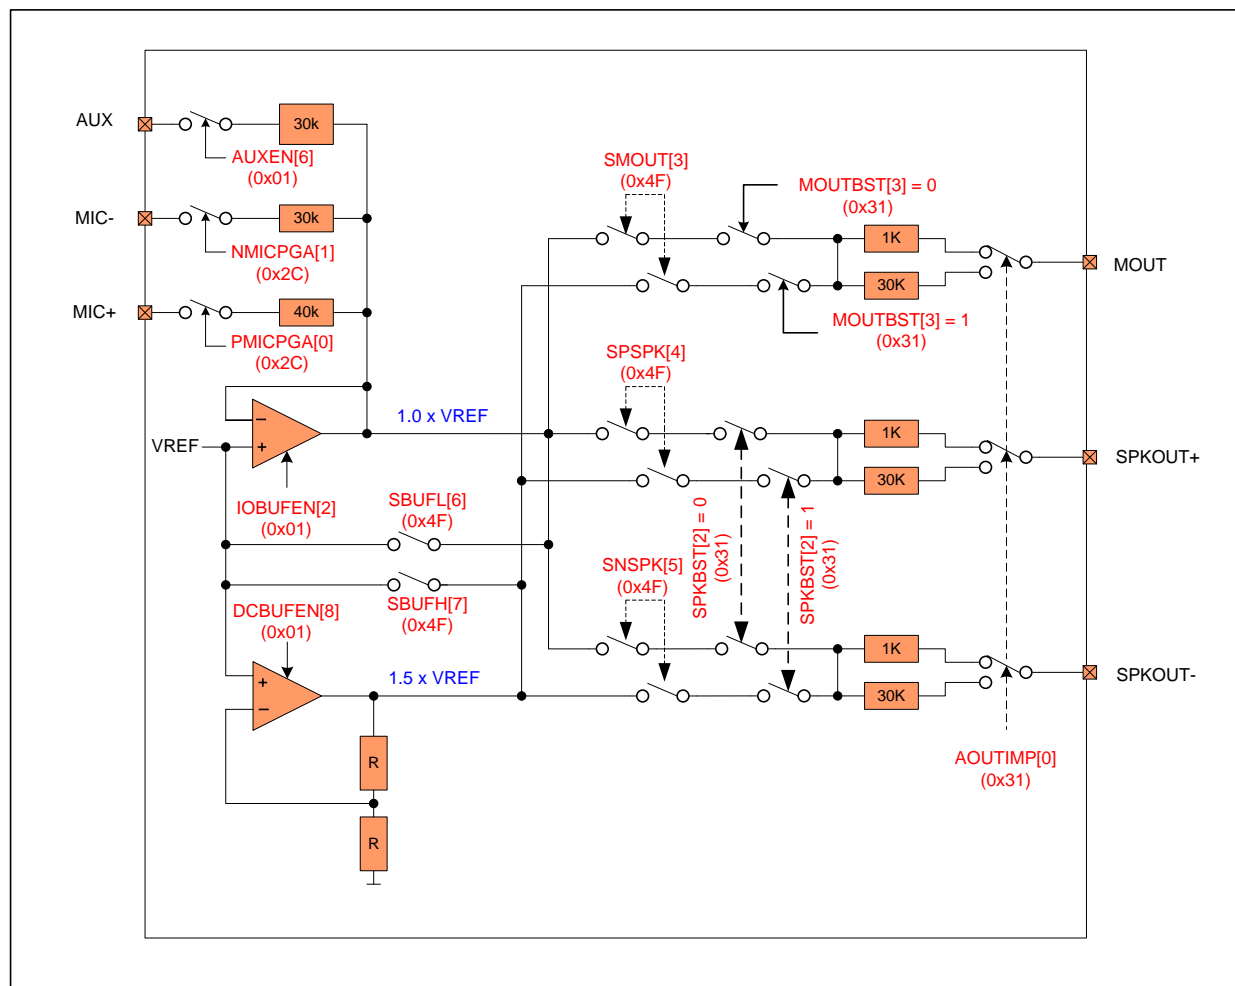 AUX
30k
AUXEN[6]
(0x01)
MIC-
30k
NMICPGA[1]
(0x2C)
MIC+
40k
PMICPGA[0]
(0x2C)
VREF
−
+
1.0 x VREF
IOBUFEN[2]
(0x01)
SBUFL[6]
(0x4F)
SBUFH[7]
(0x4F)
DCBUFEN[8]
(0x01)
+
−
1.5 x VREF
R
R
SMOUT[3]
(0x4F)
MOUTBST[3] = 0
(0x31)
1K
30K
MOUT
MOUTBST[3] = 1
(0x31)
SPSPK[4]
(0x4F)
1K
30K
SPKOUT+
SPKBST[2] = 0
(0x31)
SPKBST[2] = 1
(0x31)
SNSPK[5]
(0x4F)
1K
30K
SPKOUT-
AOUTIMP[0]
(0x31)